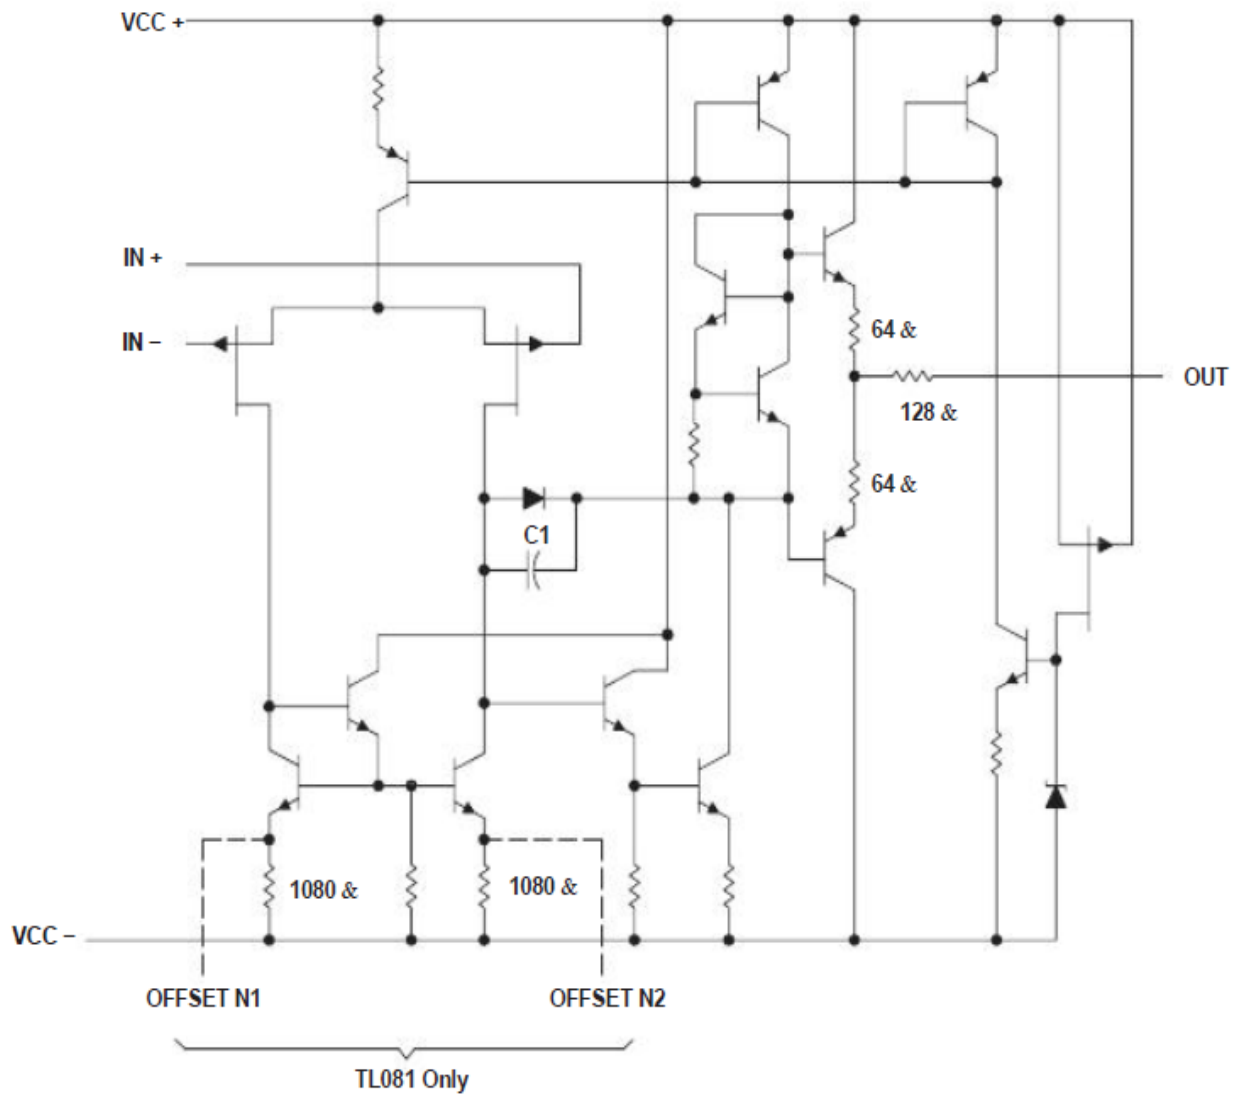 VCC +
IN +
IN –
64 &
OUT
128 &
64 &
C1
1080 &
1080 &
VCC –
OFFSET N1
OFFSET N2
TL081 Only